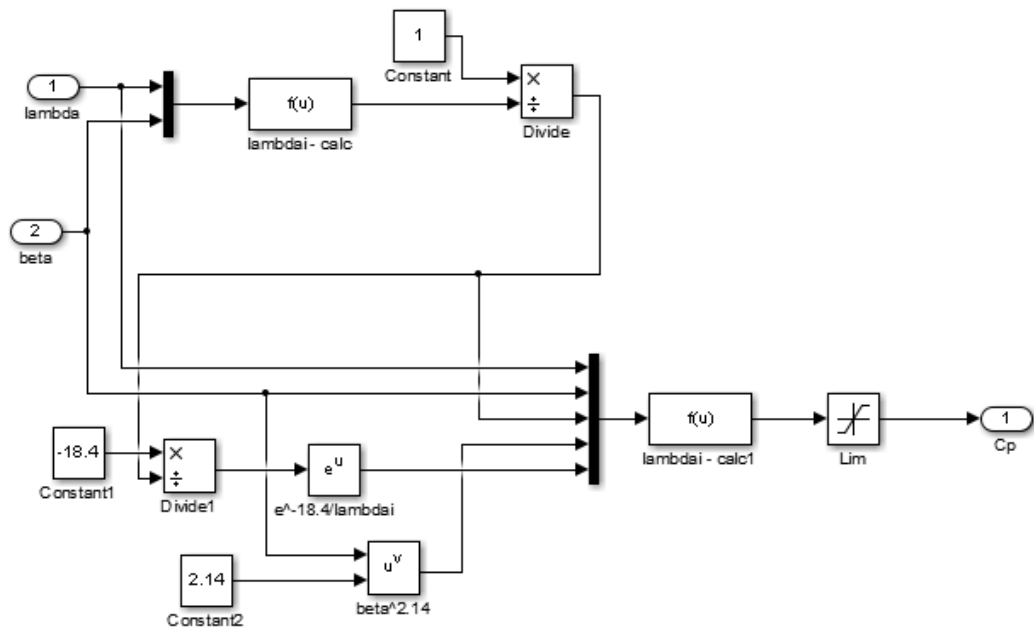 1
Constant
1
lambda
f(u)
lambdai - calc
×
÷
Divide
2
beta
-18.4
Constant1
×
÷
Divide1
e^u
e^-18.4/lambdai
f(u)
lambdai - calc1
Lim
1
Cp
2.14
Constant2
u^v
beta^2.14